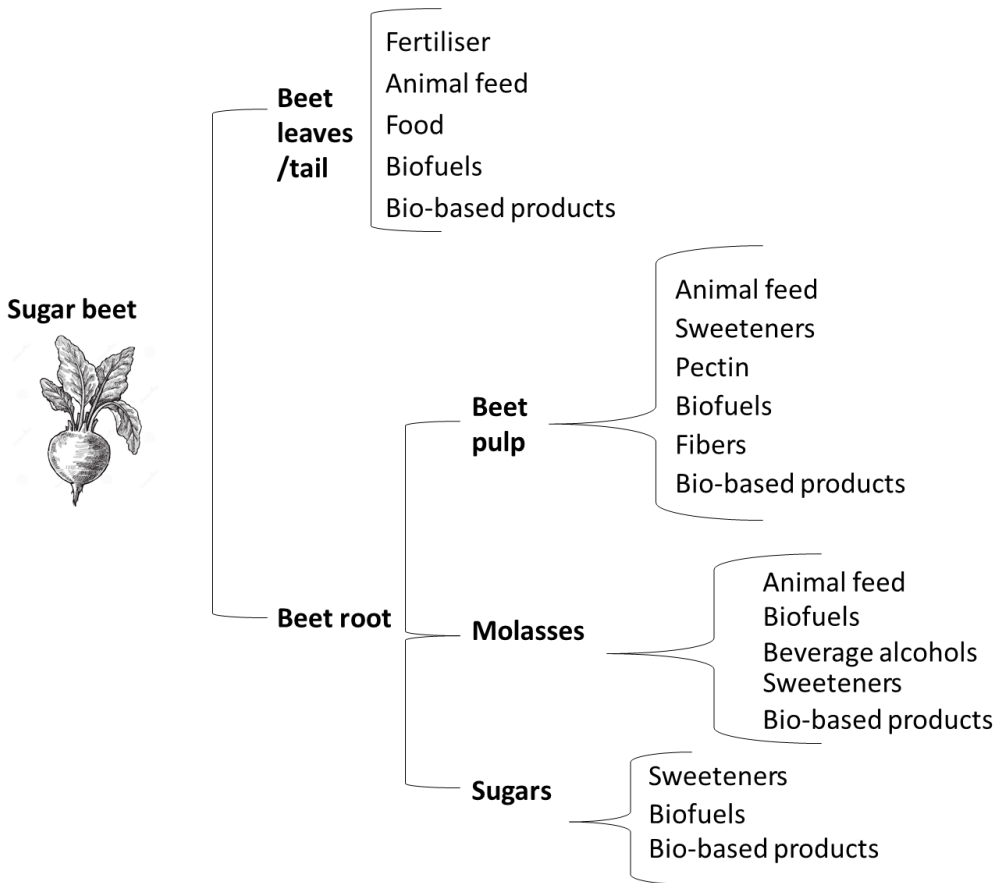 Sugar beet
Beet
leaves
/tail
Fertiliser
Animal feed
Food
Biofuels
Bio-based products
Beet root
Beet
pulp
Animal feed
Sweeteners
Pectin
Biofuels
Fibers
Bio-based products
Molasses
Animal feed
Biofuels
Beverage alcohols
Sweeteners
Bio-based products
Sugars
Sweeteners
Biofuels
Bio-based products